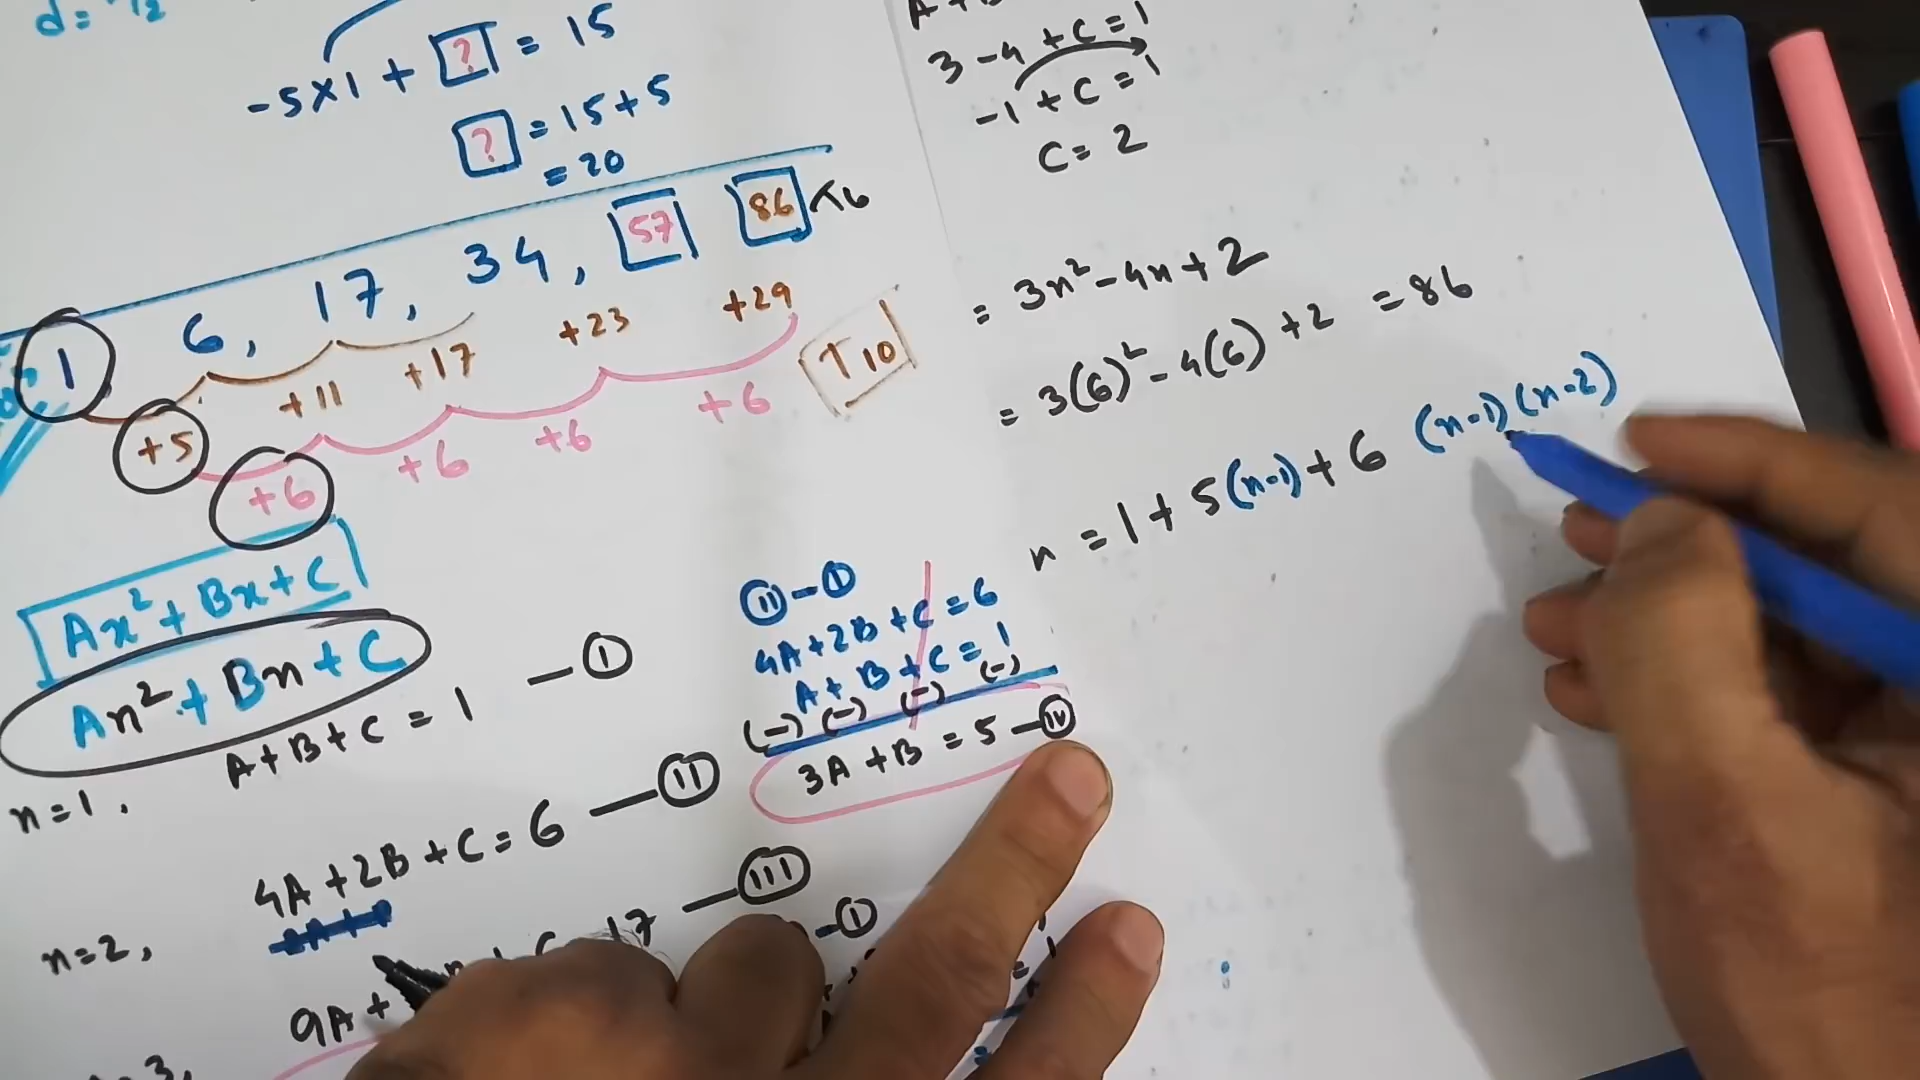 -5×1 + ? = 15
? = 15+5
= 20
1 6, 17, 34, 57 86 T6
+5 +11 +17 +23 +29
+6 +6 +6 +6
T10
Ax² + Bx + C
An² + Bn + C
n=1, A+B+C = 1 — I
n=2, 4A+2B+C = 6 — II
9A+ 17 — III
3,
II - I
4A+2B+C = 6
A+B+C = 1
(-) (-) (-) (-)
3A+B = 5 — IV
- I
3-4+C=1
-1+C=1
C=2
= 3n²-4n+2
= 3(6)²-4(6)+2 = 86
n = 1+5(n-1)+6 (n-1)(n-2)